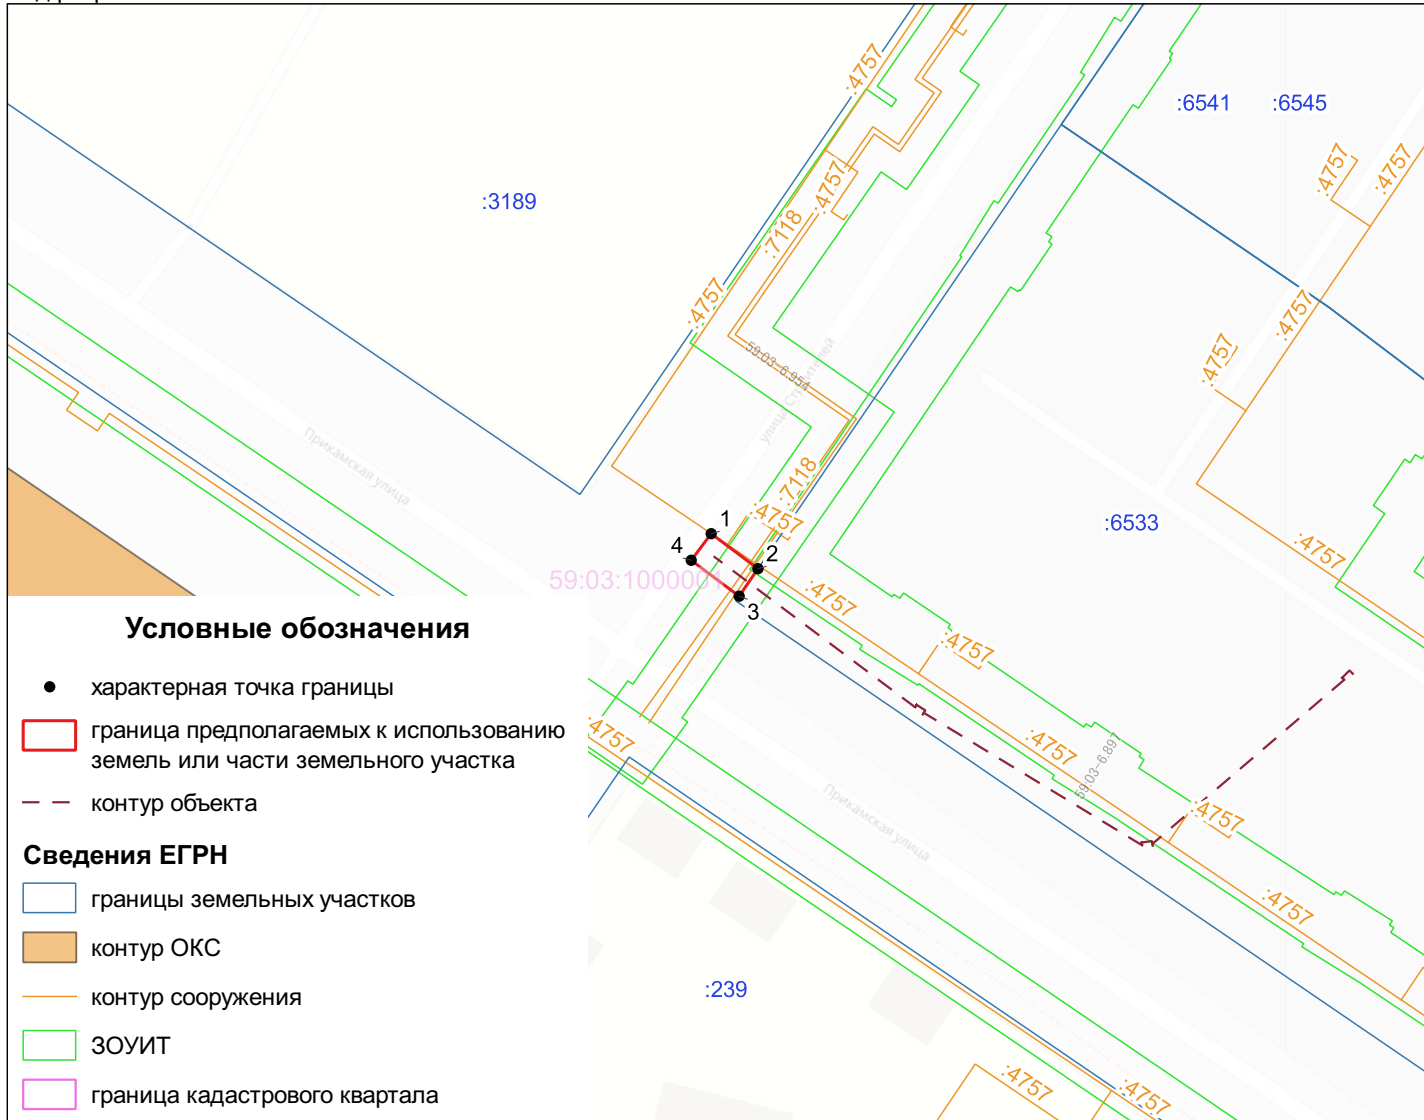 :4757
:6541
:6545
:4757
:4757
:4757
:3189
:7118
:4757
:4757
:4757
59:03-6.954
улица Строителей
Прикамская улица
:7118
:4757
:6533
1
2
4
3
59:03:1000001
:4757
:4757
:4757
:4757
:4757
59:03-6.897
Прикамская улица
:4757
:4757
:239
:4757
:4757
Условные обозначения
характерная точка границы
граница предполагаемых к использованию
земель или части земельного участка
контур объекта
Сведения ЕГРН
границы земельных участков
контур ОКС
контур сооружения
ЗОУИТ
граница кадастрового квартала